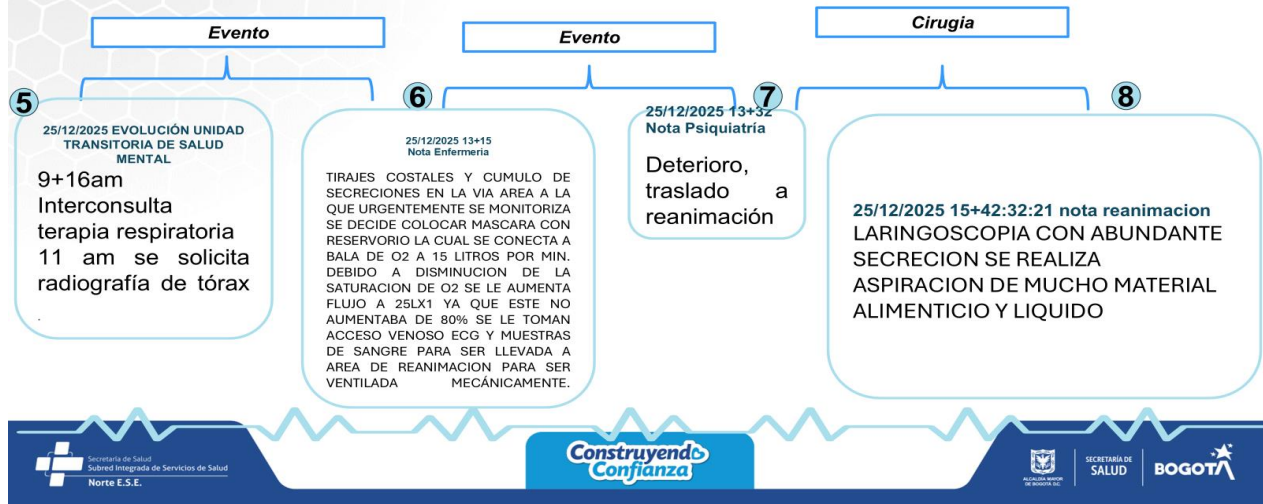 Evento
Evento
Cirugia
5
25/12/2025 EVOLUCIÓN UNIDAD
TRANSITORIA DE SALUD
MENTAL
9+16am
Interconsulta
terapia respiratoria
11 am se solicita
radiografía de tórax
.
6
25/12/2025 13+15
Nota Enfermeria
TIRAJES COSTALES Y CUMULO DE
SECRECIONES EN LA VIA AREA A LA
QUE URGENTEMENTE SE MONITORIZA
SE DECIDE COLOCAR MASCARA CON
RESERVORIO LA CUAL SE CONECTA A
BALA DE O2 A 15 LITROS POR MIN.
DEBIDO A DISMINUCION DE LA
SATURACION DE O2 SE LE AUMENTA
FLUJO A 25LX1 YA QUE ESTE NO
AUMENTABA DE 80% SE LE TOMAN
ACCESO VENOSO ECG Y MUESTRAS
DE SANGRE PARA SER LLEVADA A
AREA DE REANIMACION PARA SER
VENTILADA MECÁNICAMENTE.
7
25/12/2025 13+32
Nota Psiquiatría
Deterioro,
traslado a
reanimación
8
25/12/2025 15+42:32:21 nota reanimacion
LARINGOSCOPIA CON ABUNDANTE
SECRECION SE REALIZA
ASPIRACION DE MUCHO MATERIAL
ALIMENTICIO Y LIQUIDO
Secretaría de Salud
Subred Integrada de Servicios de Salud
Norte E.S.E.
Construyendo
Confianza
ALCALDÍA MAYOR
DE BOGOTÁ D.C.
SECRETARÍA DE
SALUD
BOGOTÁ